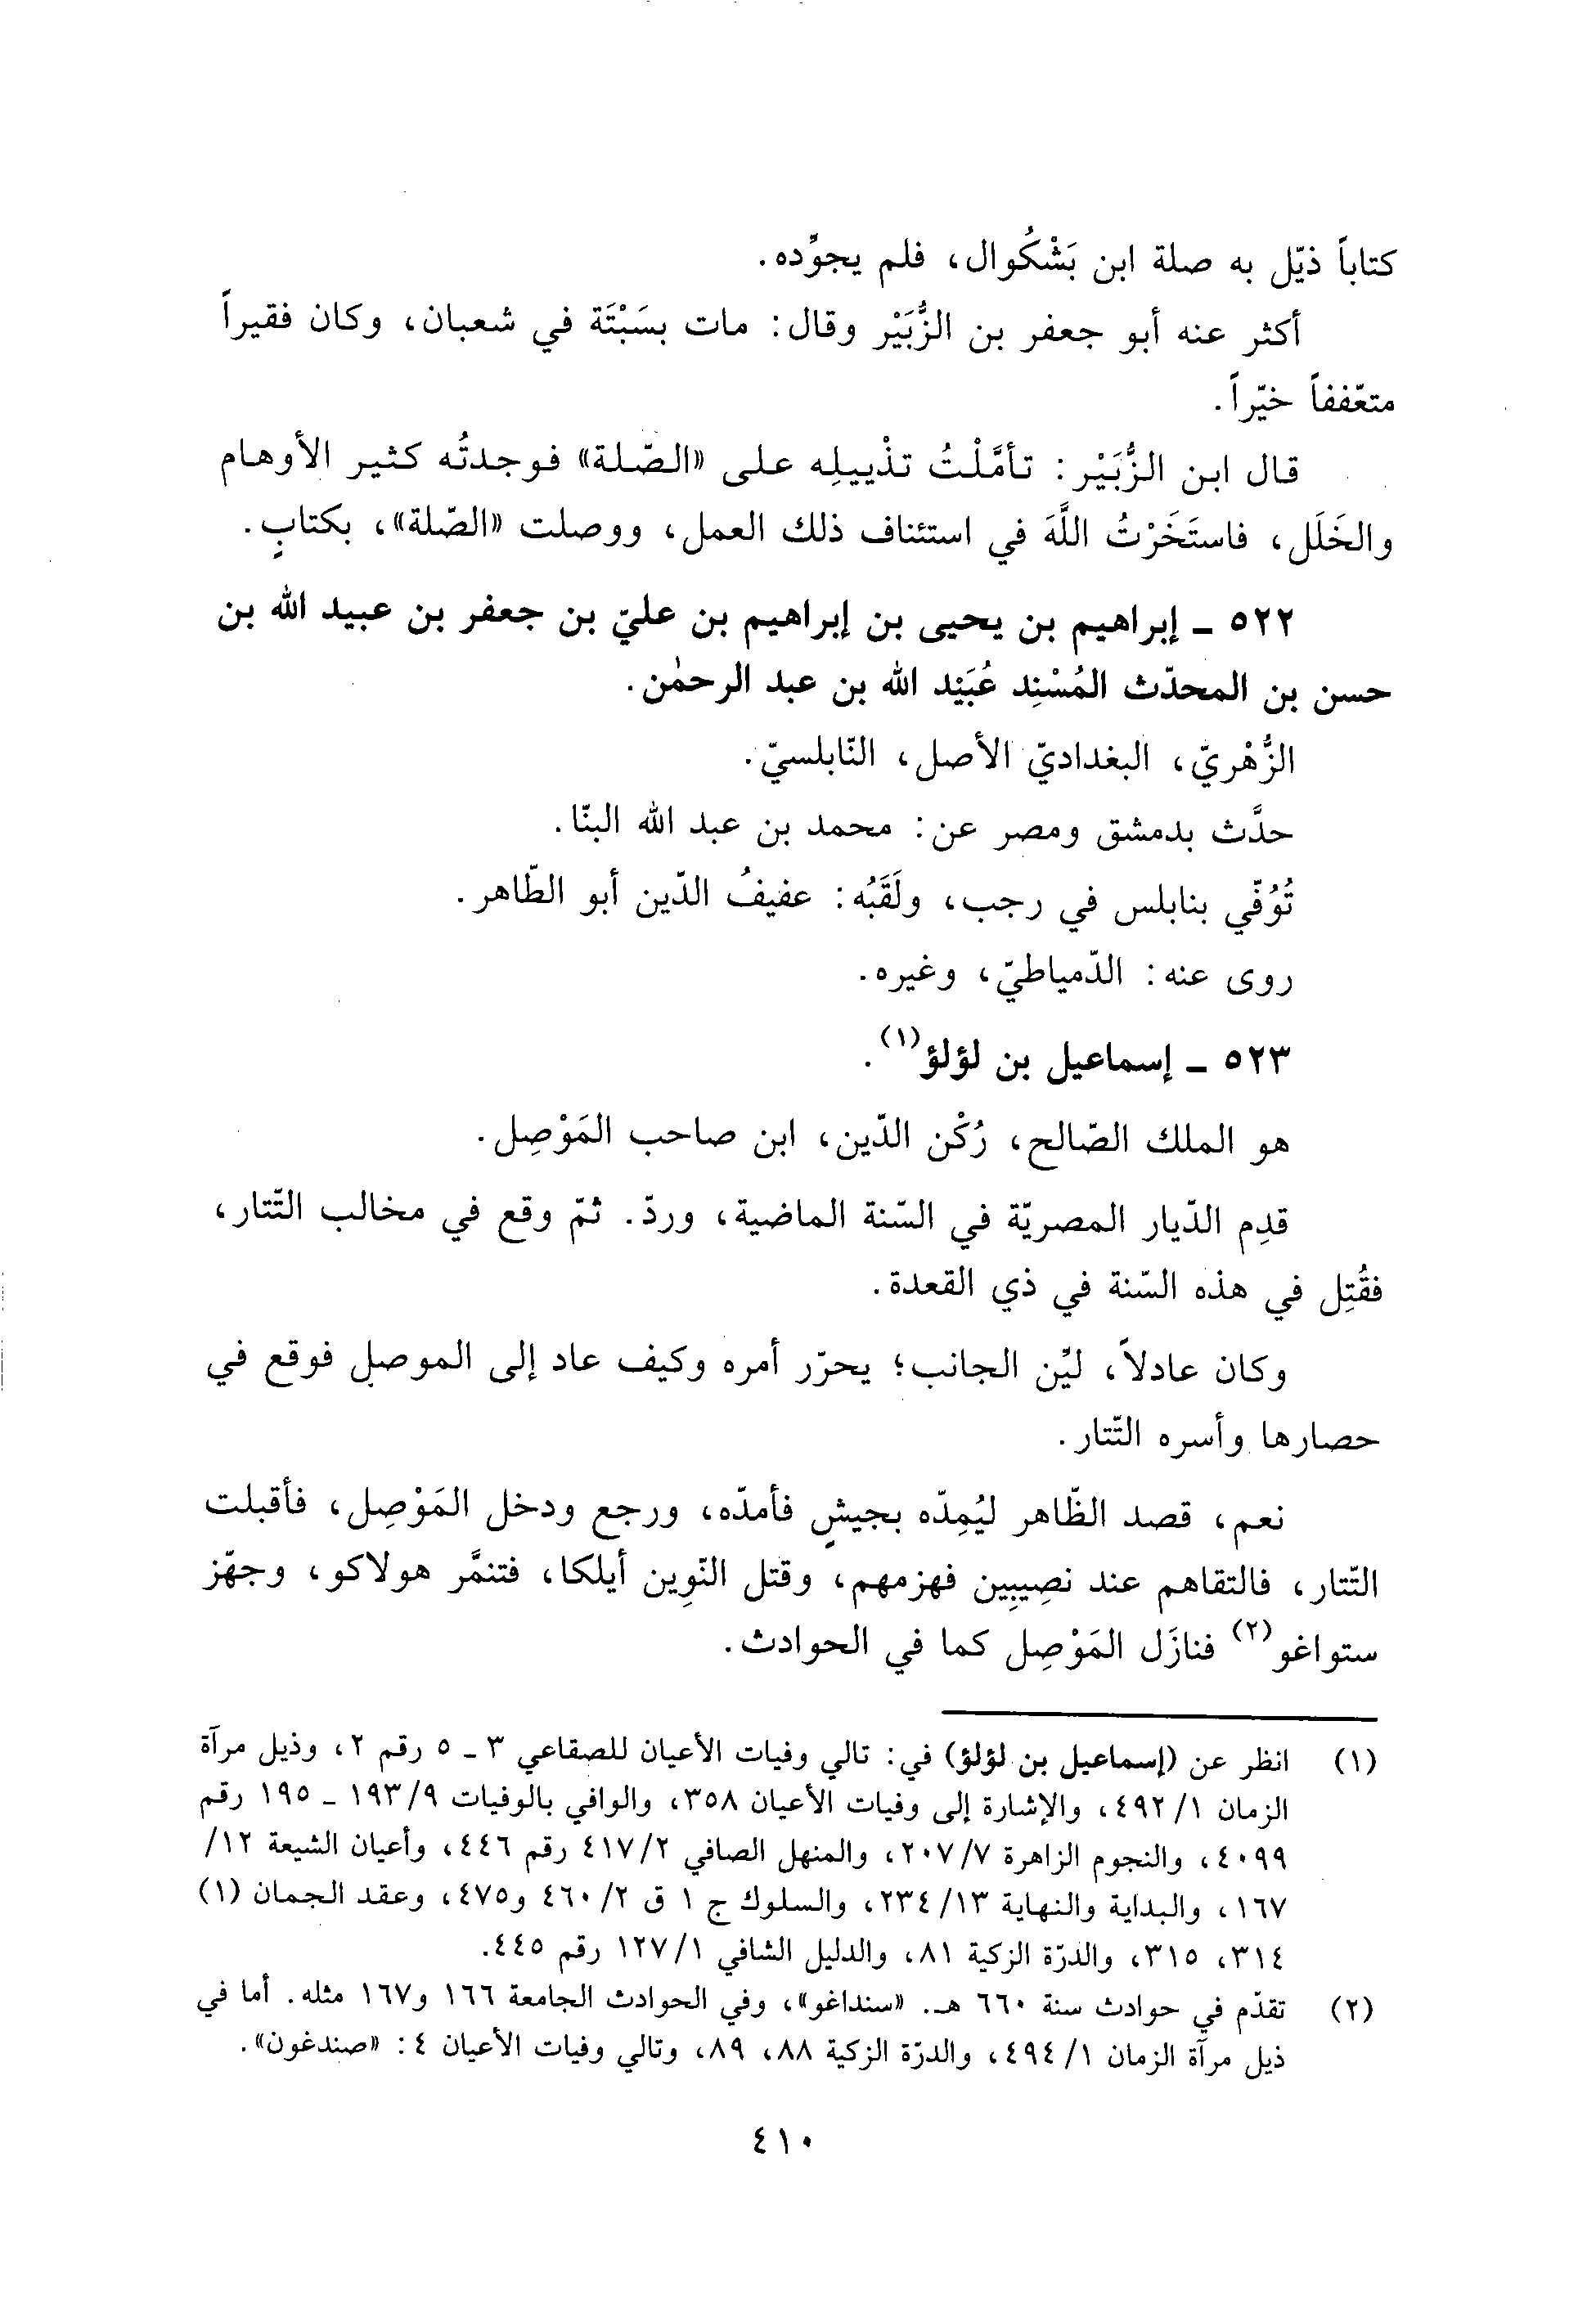 كتاباً ذيّل به صلة ابن بَشْكُوال، فلم يجوِّده.
أكثر عنه أبو جعفر بن الزُّبَيْر وقال: مات بسَبْتَة في شعبان، وكان فقيراً
متعّففاً خيّراً.
قال ابن الزُّبَيْر: تأمَّلْتُ تذْييلِه على «الصّلة» فوجدتُه كثير الأوهام
والخَلَل، فاستَخَرْتُ اللَّهَ في استئناف ذلك العمل، ووصلت «الصّلة»، بكتابٍ.
٥٢٢ ـ إبراهيم بن يحيى بن إبراهيم بن عليّ بن جعفر بن عبيد الله بن
حسن بن المحدّث المُسْنِد عُبَيْد الله بن عبد الرحمٰن.
الزُّهْريّ، البغداديّ الأصل، النّابلسيّ.
حدَّث بدمشق ومصر عن: محمد بن عبد الله البنّا.
تُوُفّي بنابلس في رجب، ولَقَبُه: عفيفُ الدّين أبو الطّاهر.
روى عنه: الدّمياطيّ، وغيره.
٥٢٣ ـ إسماعيل بن لؤلؤ(١).
هو الملك الصّالح، رُكْن الدّين، ابن صاحب المَوْصِل.
قدِم الدّيار المصريّة في السّنة الماضية، وردّ. ثمّ وقع في مخالب التّتار،
فقُتِل في هذه السّنة في ذي القعدة.
وكان عادلاً، ليِّن الجانب؛ يحرّر أمره وكيف عاد إلى الموصل فوقع في
حصارها وأسره التّتار.
نعم، قصد الظّاهر ليُمِدّه بجيشٍ فأمدّه، ورجع ودخل المَوْصِل، فأقبلت
التّتار، فالتقاهم عند نصِيبِين فهزمهم، وقتل النّوِين أيلكا، فتنمَّر هولاكو، وجهّز
ستواغو(٢) فنازَل المَوْصِل كما في الحوادث.
(١) انظر عن (إسماعيل بن لؤلؤ) في: تالي وفيات الأعيان للصقاعي ٣ ـ ٥ رقم ٢، وذيل مرآة
الزمان ١/ ٤٩٢، والإشارة إلى وفيات الأعيان ٣٥٨، والوافي بالوفيات ٩/ ١٩٣ ـ ١٩٥ رقم
٤٠٩٩، والنجوم الزاهرة ٧/ ٢٠٧، والمنهل الصافي ٢/ ٤١٧ رقم ٤٤٦، وأعيان الشيعة ١٢/
١٦٧، والبداية والنهاية ١٣/ ٢٣٤، والسلوك ج ١ ق ٢/ ٤٦٠ و٤٧٥، وعقد الجمان (١)
٣١٤، ٣١٥، والدرّة الزكية ٨١، والدليل الشافي ١/ ١٢٧ رقم ٤٤٥.
(٢) تقدّم في حوادث سنة ٦٦٠ هـ. «سنداغو»، وفي الحوادث الجامعة ١٦٦ و١٦٧ مثله. أما في
ذيل مرآة الزمان ١/ ٤٩٤، والدرّة الزكية ٨٨، ٨٩، وتالي وفيات الأعيان ٤: «صندغون».
٤١٠